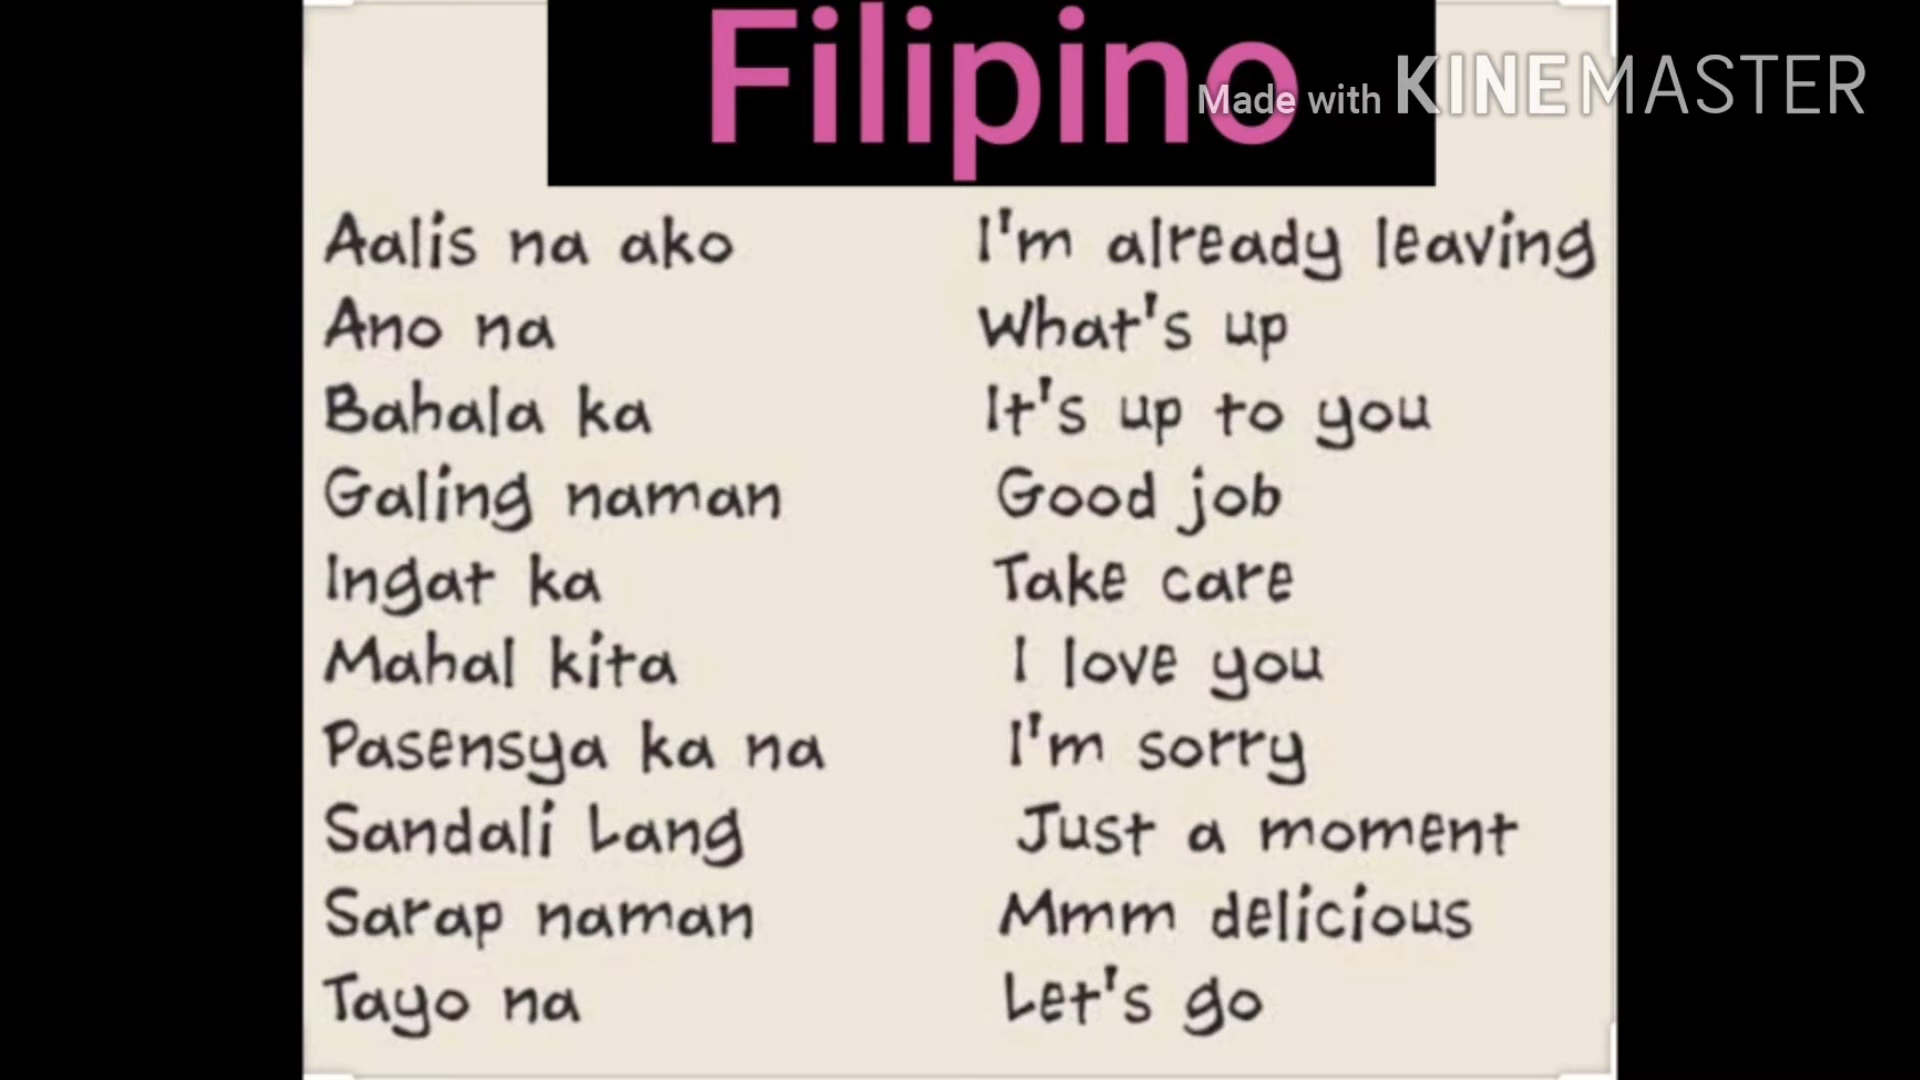 Filipino
Made with KINEMASTER
Aalis na ako I'm already leaving
Ano na What's up
Bahala ka It's up to you
Galing naman Good job
Ingat ka Take care
Mahal kita I love you
Pasensya ka na I'm sorry
Sandali Lang Just a moment
Sarap naman Mmm delicious
Tayo na Let's go